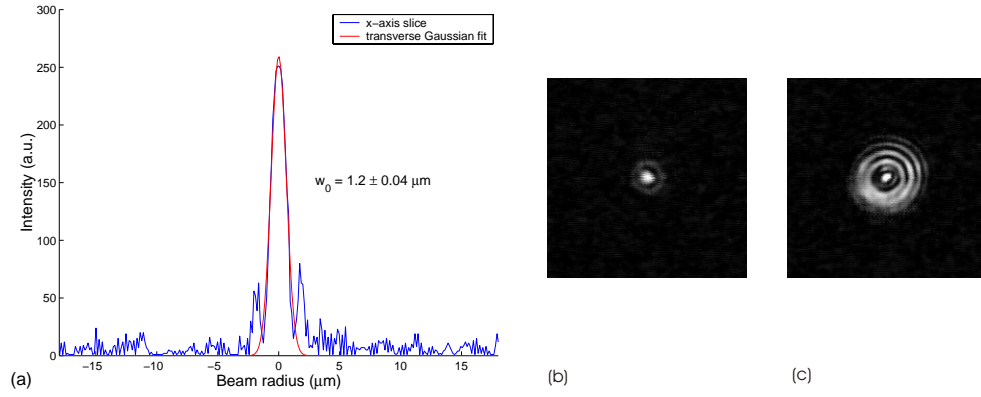 300
250
200
150
100
50
0
Intensity (a.u.)
x−axis slice
transverse Gaussian fit
w0 = 1.2 ± 0.04 μm
−15
−10
−5
0
5
10
15
Beam radius (μm)
(a)
(b)
(c)